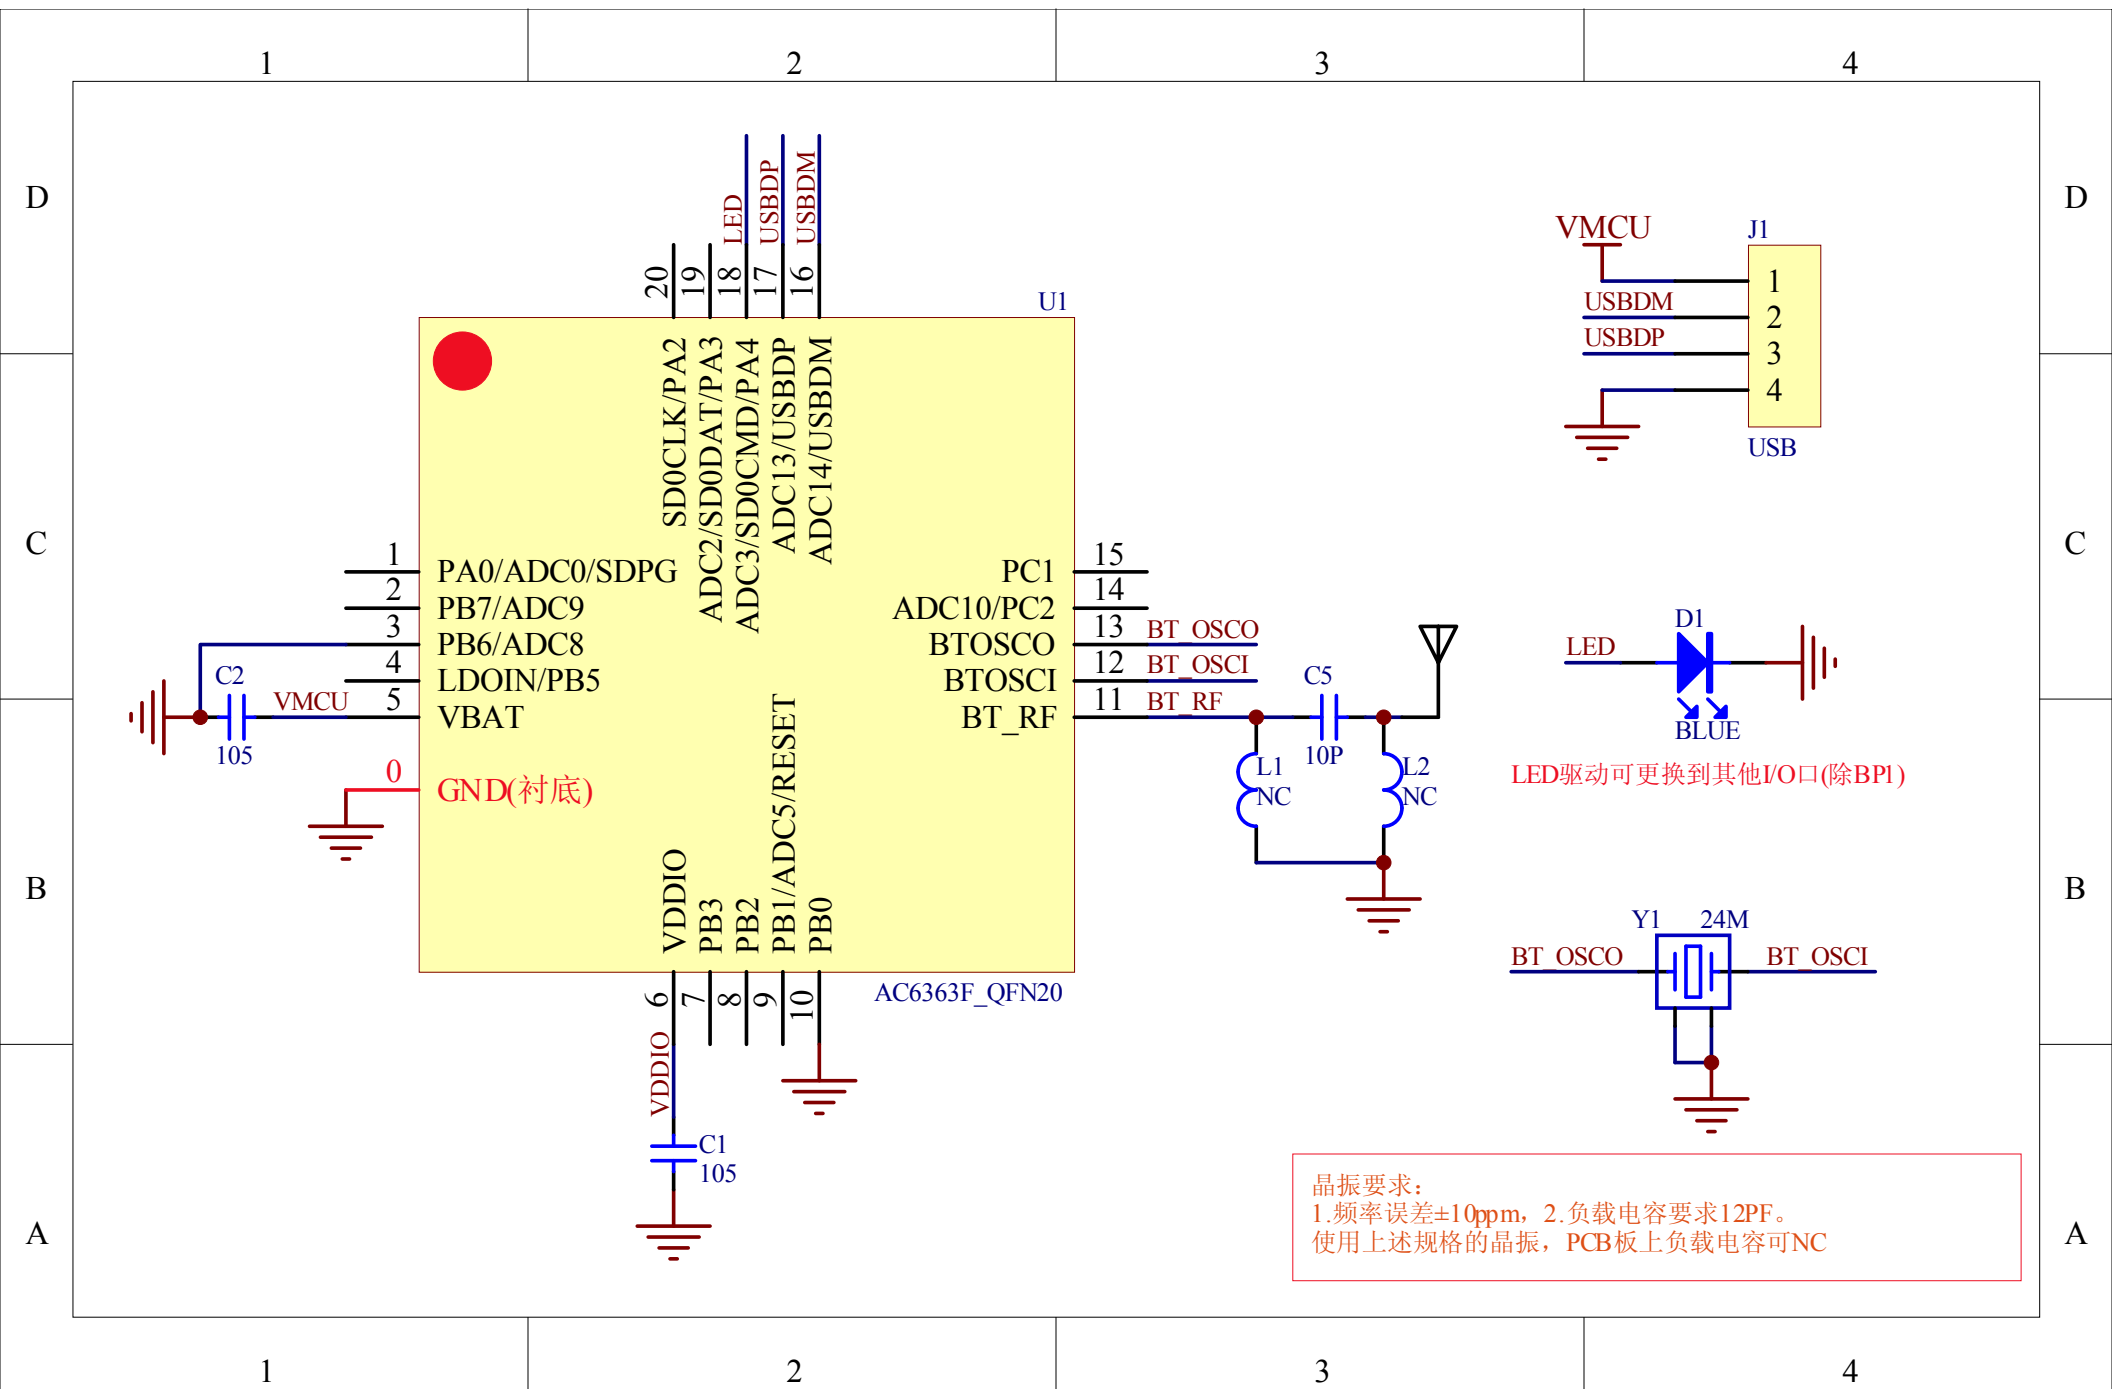 1
2
3
4
D
D
C
C
B
B
A
A
1
2
3
4
LED
USBDP
USBDM
20
19
18
17
16
U1
SD0CLK/PA2
ADC2/SD0DAT/PA3
ADC3/SD0CMD/PA4
ADC13/USBDP
ADC14/USBDM
1
PA0/ADC0/SDPG
2
PB7/ADC9
3
PB6/ADC8
4
LDOIN/PB5
5
VBAT
VMCU
C2
105
0
GND(衬底)
15
PC1
14
ADC10/PC2
13
BTOSCO
BT_OSCO
12
BTOSCI
BT_OSCI
11
BT_RF
BT_RF
VDDIO
PB3
PB2
PB1/ADC5/RESET
PB0
6
7
8
9
10
AC6363F_QFN20
VDDIO
C1
105
C5
10P
L1
NC
L2
NC
VMCU
J1
1
USBDM
2
USBDP
3
4
USB
D1
LED
BLUE
LED驱动可更换到其他I/O口(除BP1)
Y1
24M
BT_OSCO
BT_OSCI
晶振要求：
1.频率误差±10ppm，2.负载电容要求12PF。
使用上述规格的晶振，PCB板上负载电容可NC